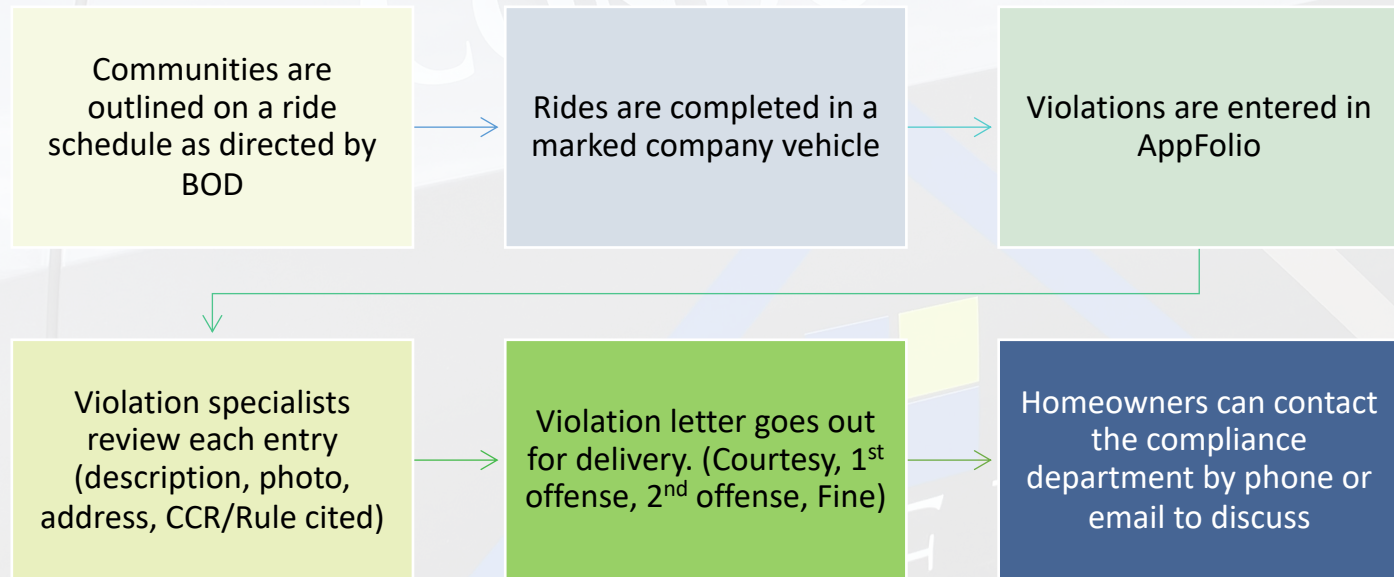 Communities are
outlined on a ride
schedule as directed by
BOD
Rides are completed in a
marked company vehicle
Violations are entered in
AppFolio
Violation specialists
review each entry
(description, photo,
address, CCR/Rule cited)
Violation letter goes out
for delivery. (Courtesy, 1st
offense, 2nd offense, Fine)
Homeowners can contact
the compliance
department by phone or
email to discuss